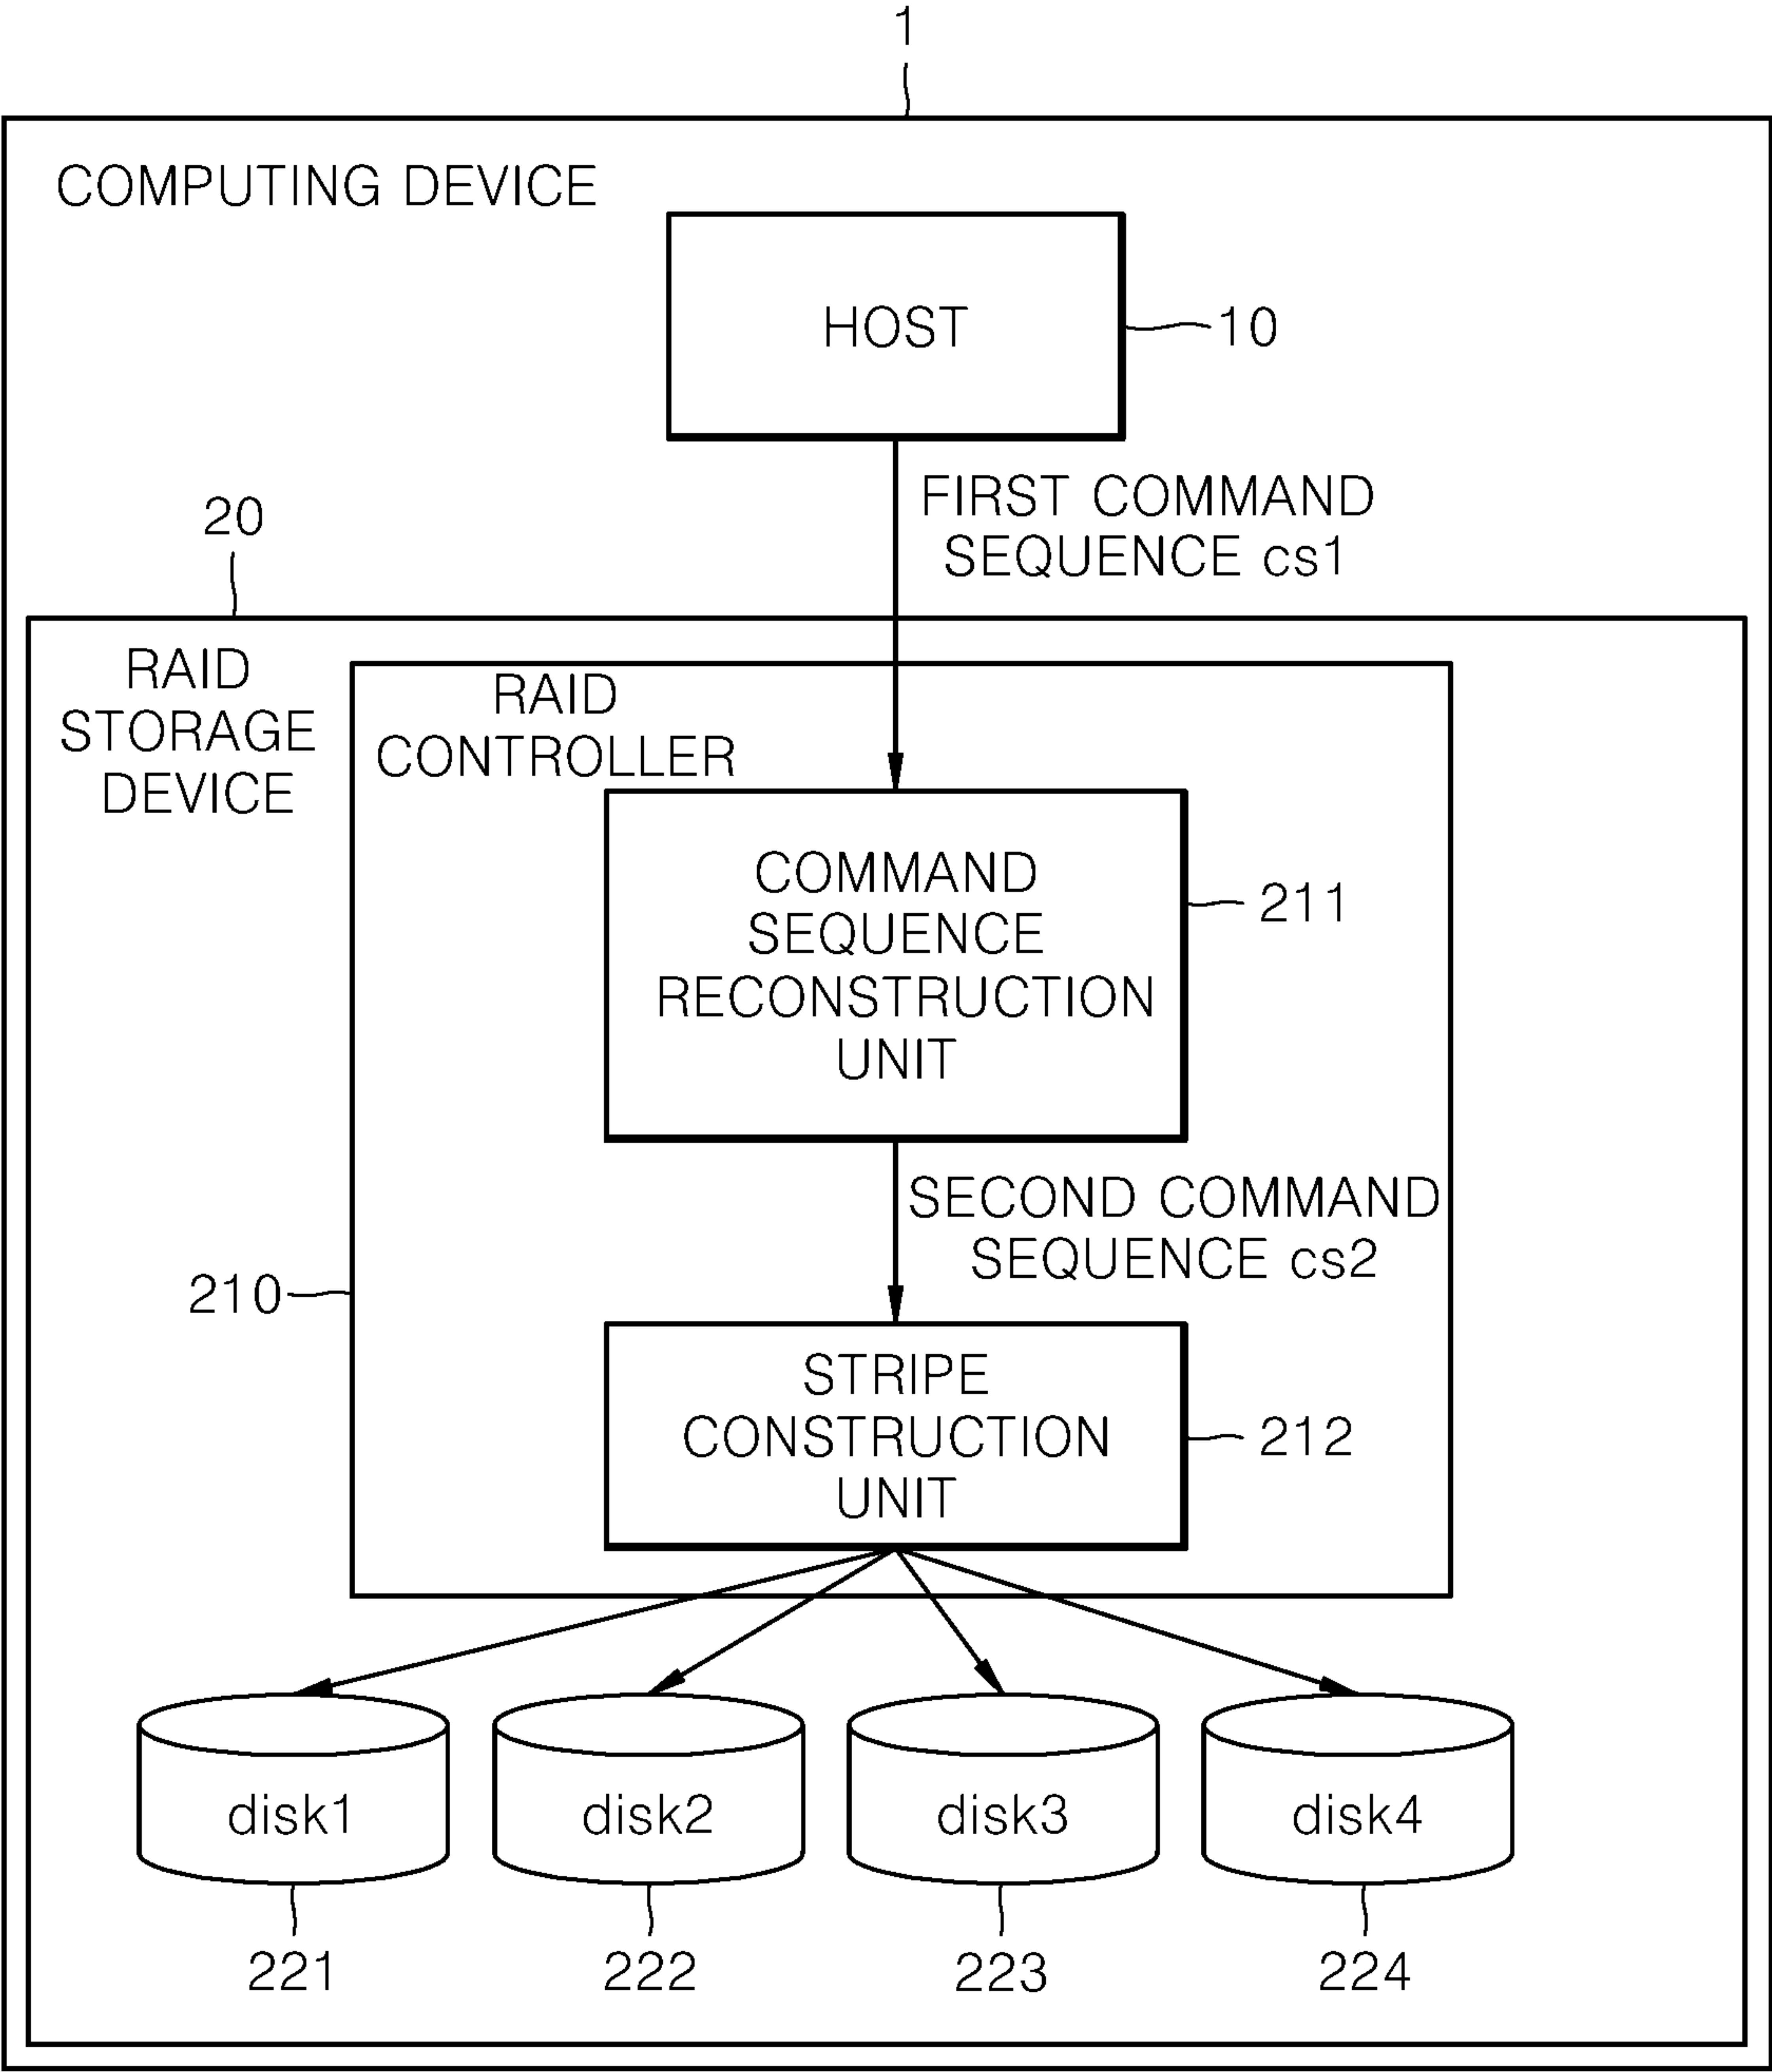 1
COMPUTING DEVICE
HOST
10
FIRST COMMAND
SEQUENCE cs1
20
RAID
STORAGE
DEVICE
RAID
CONTROLLER
COMMAND
SEQUENCE
RECONSTRUCTION
UNIT
211
SECOND COMMAND
SEQUENCE cs2
210
STRIPE
CONSTRUCTION
UNIT
212
disk1
disk2
disk3
disk4
221
222
223
224